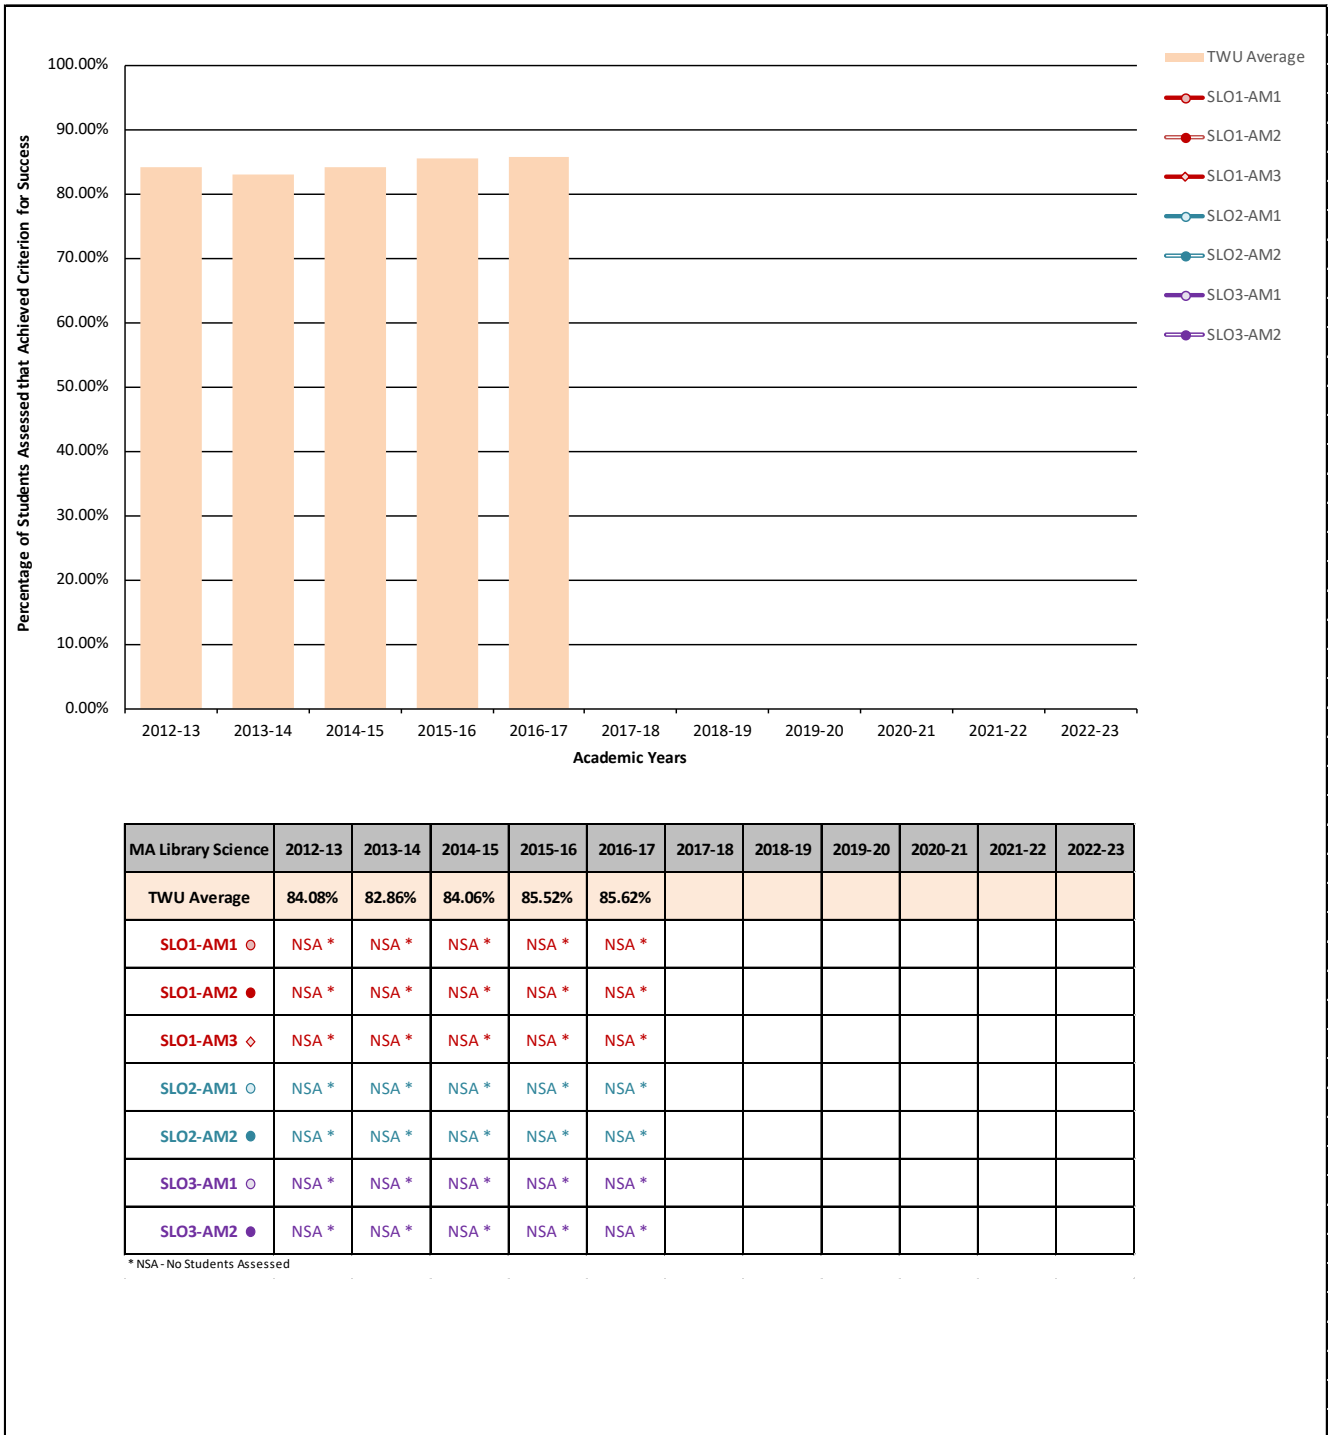 100.00%
90.00%
80.00%
70.00%
60.00%
50.00%
40.00%
30.00%
20.00%
10.00%
0.00%
Percentage of Students Assessed that Achieved Criterion for Success
2012-13 2013-14 2014-15 2015-16 2016-17 2017-18 2018-19 2019-20 2020-21 2021-22 2022-23
Academic Years
TWU Average
SLO1-AM1
SLO1-AM2
SLO1-AM3
SLO2-AM1
SLO2-AM2
SLO3-AM1
SLO3-AM2
MA Library Science 2012-13 2013-14 2014-15 2015-16 2016-17 2017-18 2018-19 2019-20 2020-21 2021-22 2022-23
TWU Average 84.08% 82.86% 84.06% 85.52% 85.62%
SLO1-AM1 NSA * NSA * NSA * NSA * NSA *
SLO1-AM2 NSA * NSA * NSA * NSA * NSA *
SLO1-AM3 NSA * NSA * NSA * NSA * NSA *
SLO2-AM1 NSA * NSA * NSA * NSA * NSA *
SLO2-AM2 NSA * NSA * NSA * NSA * NSA *
SLO3-AM1 NSA * NSA * NSA * NSA * NSA *
SLO3-AM2 NSA * NSA * NSA * NSA * NSA *
* NSA - No Students Assessed